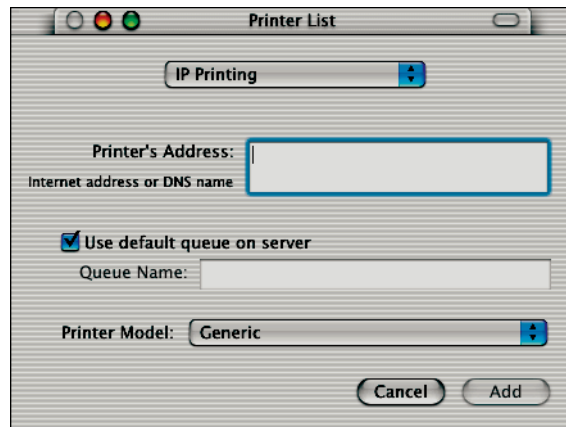 Printer List
IP Printing
Printer's Address:
Internet address or DNS name
Use default queue on server
Queue Name:
Printer Model: Generic
Cancel Add